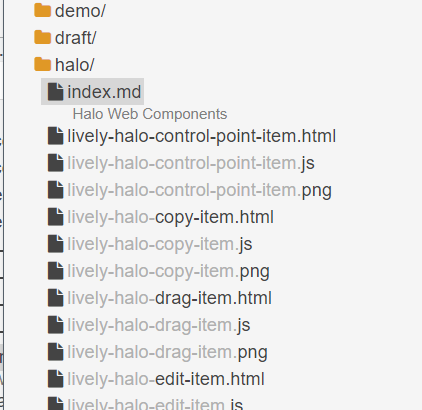 demo/
draft/
halo/
index.md
Halo Web Components
lively-halo-control-point-item.html
lively-halo-control-point-item.js
lively-halo-control-point-item.png
lively-halo-copy-item.html
lively-halo-copy-item.js
lively-halo-copy-item.png
lively-halo-drag-item.html
lively-halo-drag-item.js
lively-halo-drag-item.png
lively-halo-edit-item.html
lively-halo-edit-item.js